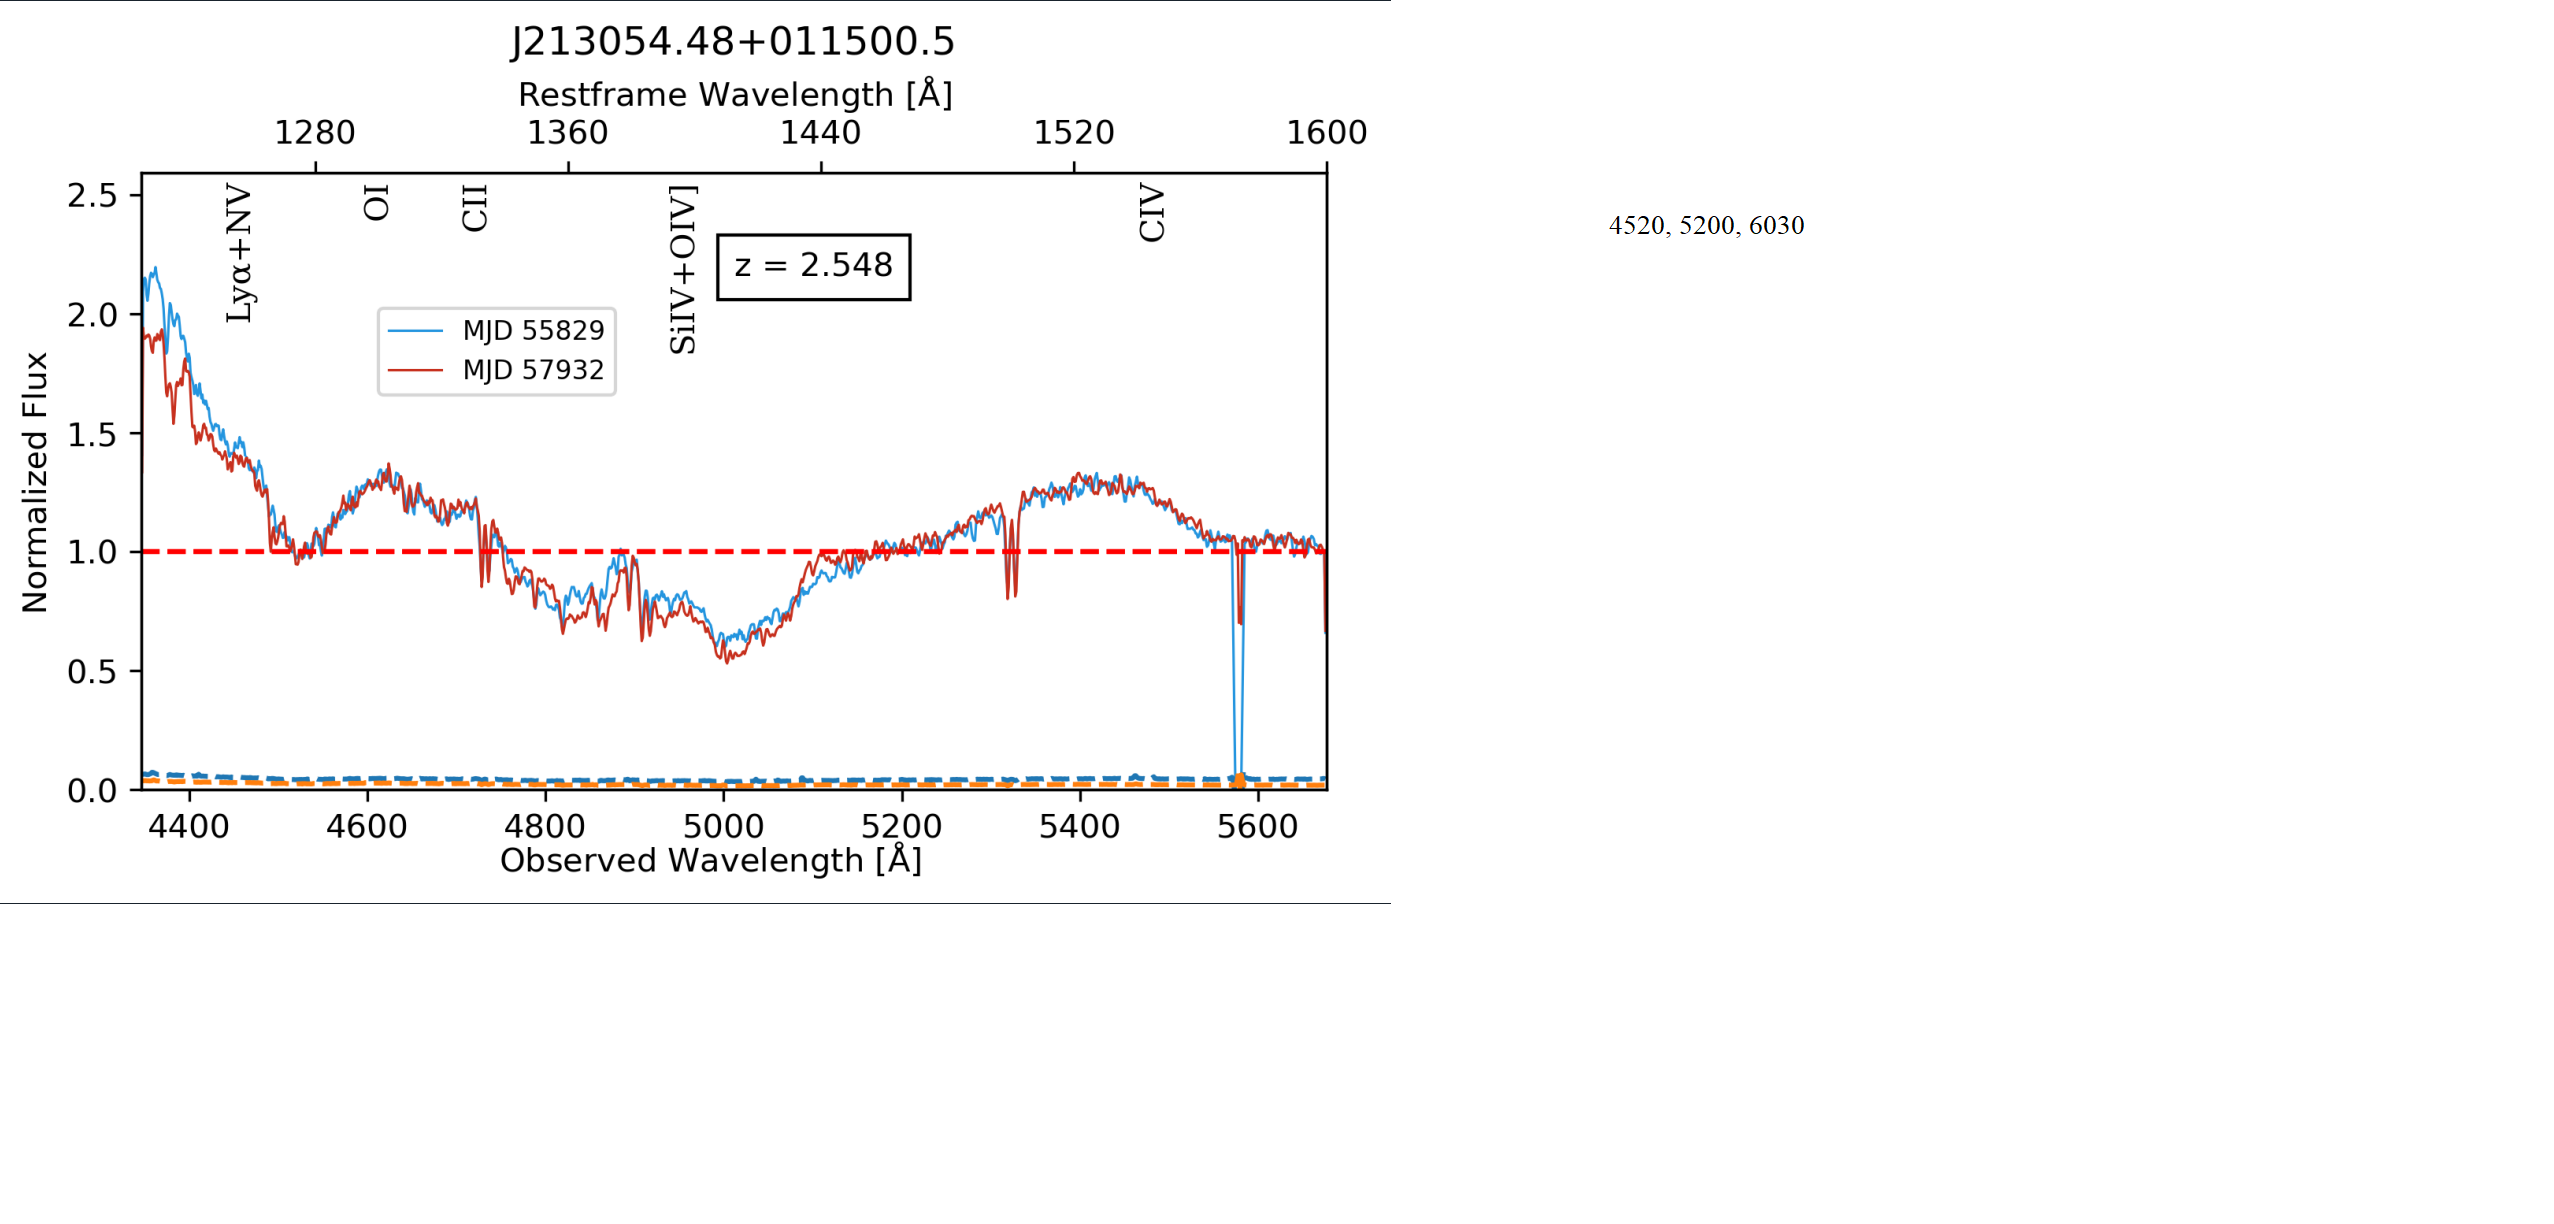 J213054.48+011500.5
Restframe Wavelength [Å]
1280 1360 1440 1520 1600
Lyα+NV OI CII SiIV+OIV] CIV
z = 2.548
MJD 55829
MJD 57932
Normalized Flux
2.5
2.0
1.5
1.0
0.5
0.0
4400 4600 4800 5000 5200 5400 5600
Observed Wavelength [Å]
4520, 5200, 6030